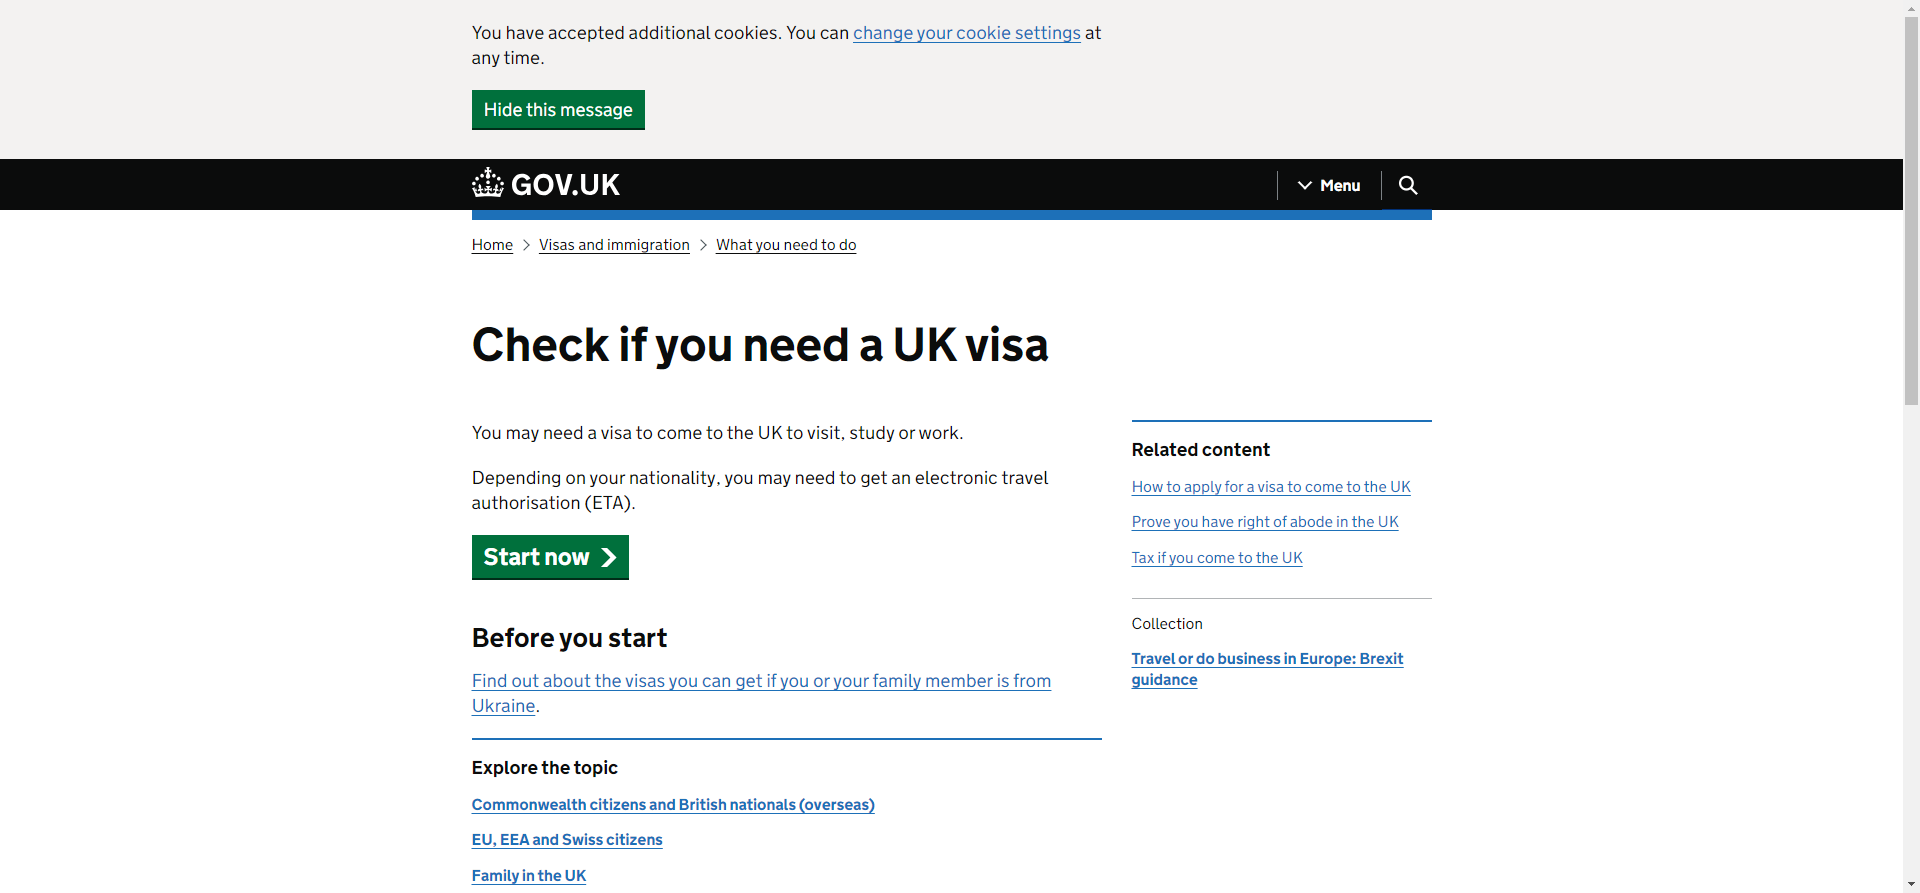 You have accepted additional cookies. You can change your cookie settings at
any time.
Hide this message
GOV.UK
Menu
Home
Visas and immigration
What you need to do
Check if you need a UK visa
You may need a visa to come to the UK to visit, study or work.
Depending on your nationality, you may need to get an electronic travel
authorisation (ETA).
Start now
Before you start
Find out about the visas you can get if you or your family member is from
Ukraine.
Explore the topic
Commonwealth citizens and British nationals (overseas)
EU, EEA and Swiss citizens
Family in the UK
Related content
How to apply for a visa to come to the UK
Prove you have right of abode in the UK
Tax if you come to the UK
Collection
Travel or do business in Europe: Brexit
guidance